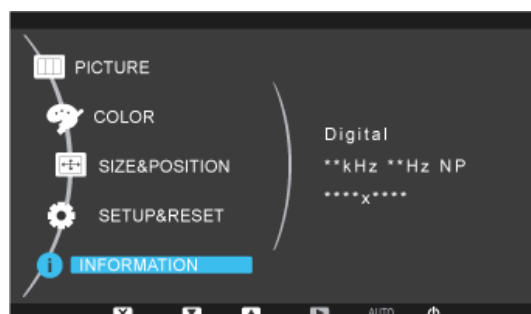 PICTURE
COLOR
SIZE&POSITION
SETUP&RESET
INFORMATION
Digital
**kHz **Hz NP
****x****
AUTO